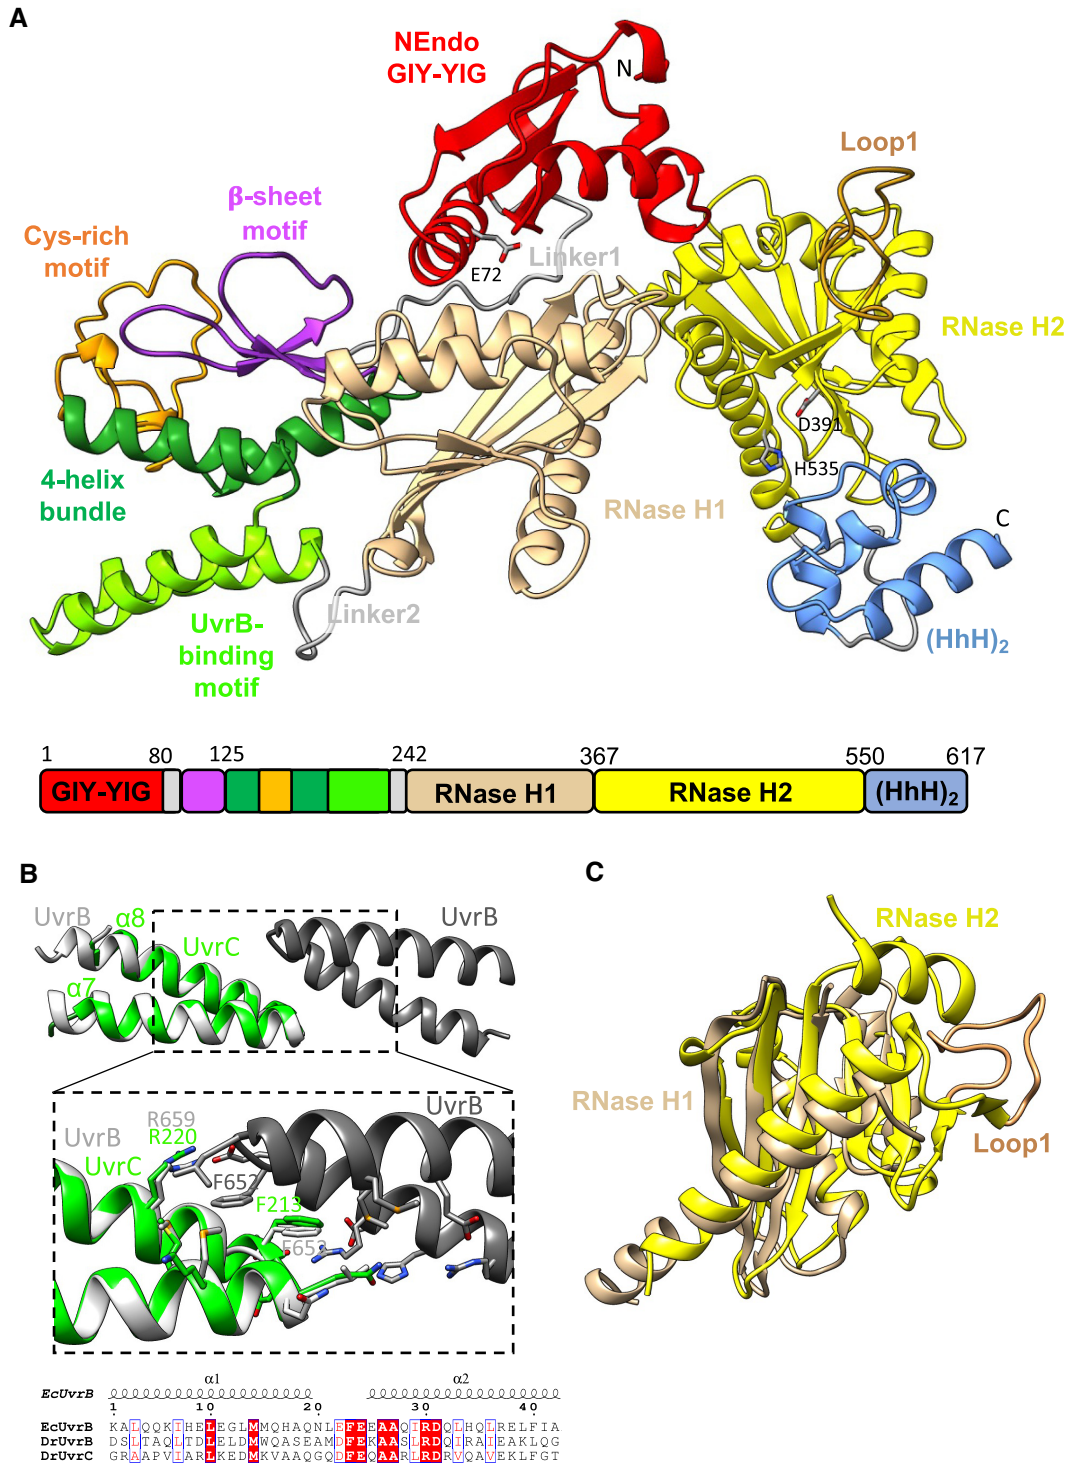 A
NEndo
GIY-YIG
N
Loop1
β-sheet
motif
Cys-rich
motif
Linker1
E72
RNase H2
D391
H535
4-helix
bundle
RNase H1
C
Linker2
UvrB-
binding
motif
(HhH)2
1 80 125 242 367 550 617
GIY-YIG RNase H1 RNase H2 (HhH)2
B
UvrB
α8
UvrC
UvrB
α7
UvrB
R659
R220
UvrB
UvrC
F652
F213
F652
α1 α2
EcUvrB
1 10 20 30 40
EcUvrB KALQQKIHELEGLMMQHAQNLEFEEAAQIRDQLHQLRELFIA
DrUvrB DSLTAQLTDLELDMWQASEAMDFEKAASLRDQIRAIEAKLQG
DrUvrC GRAAPVIARLKEDMKVAAQGQDFEQAARLRDRVQAVEKLFGT
C
RNase H2
RNase H1
Loop1